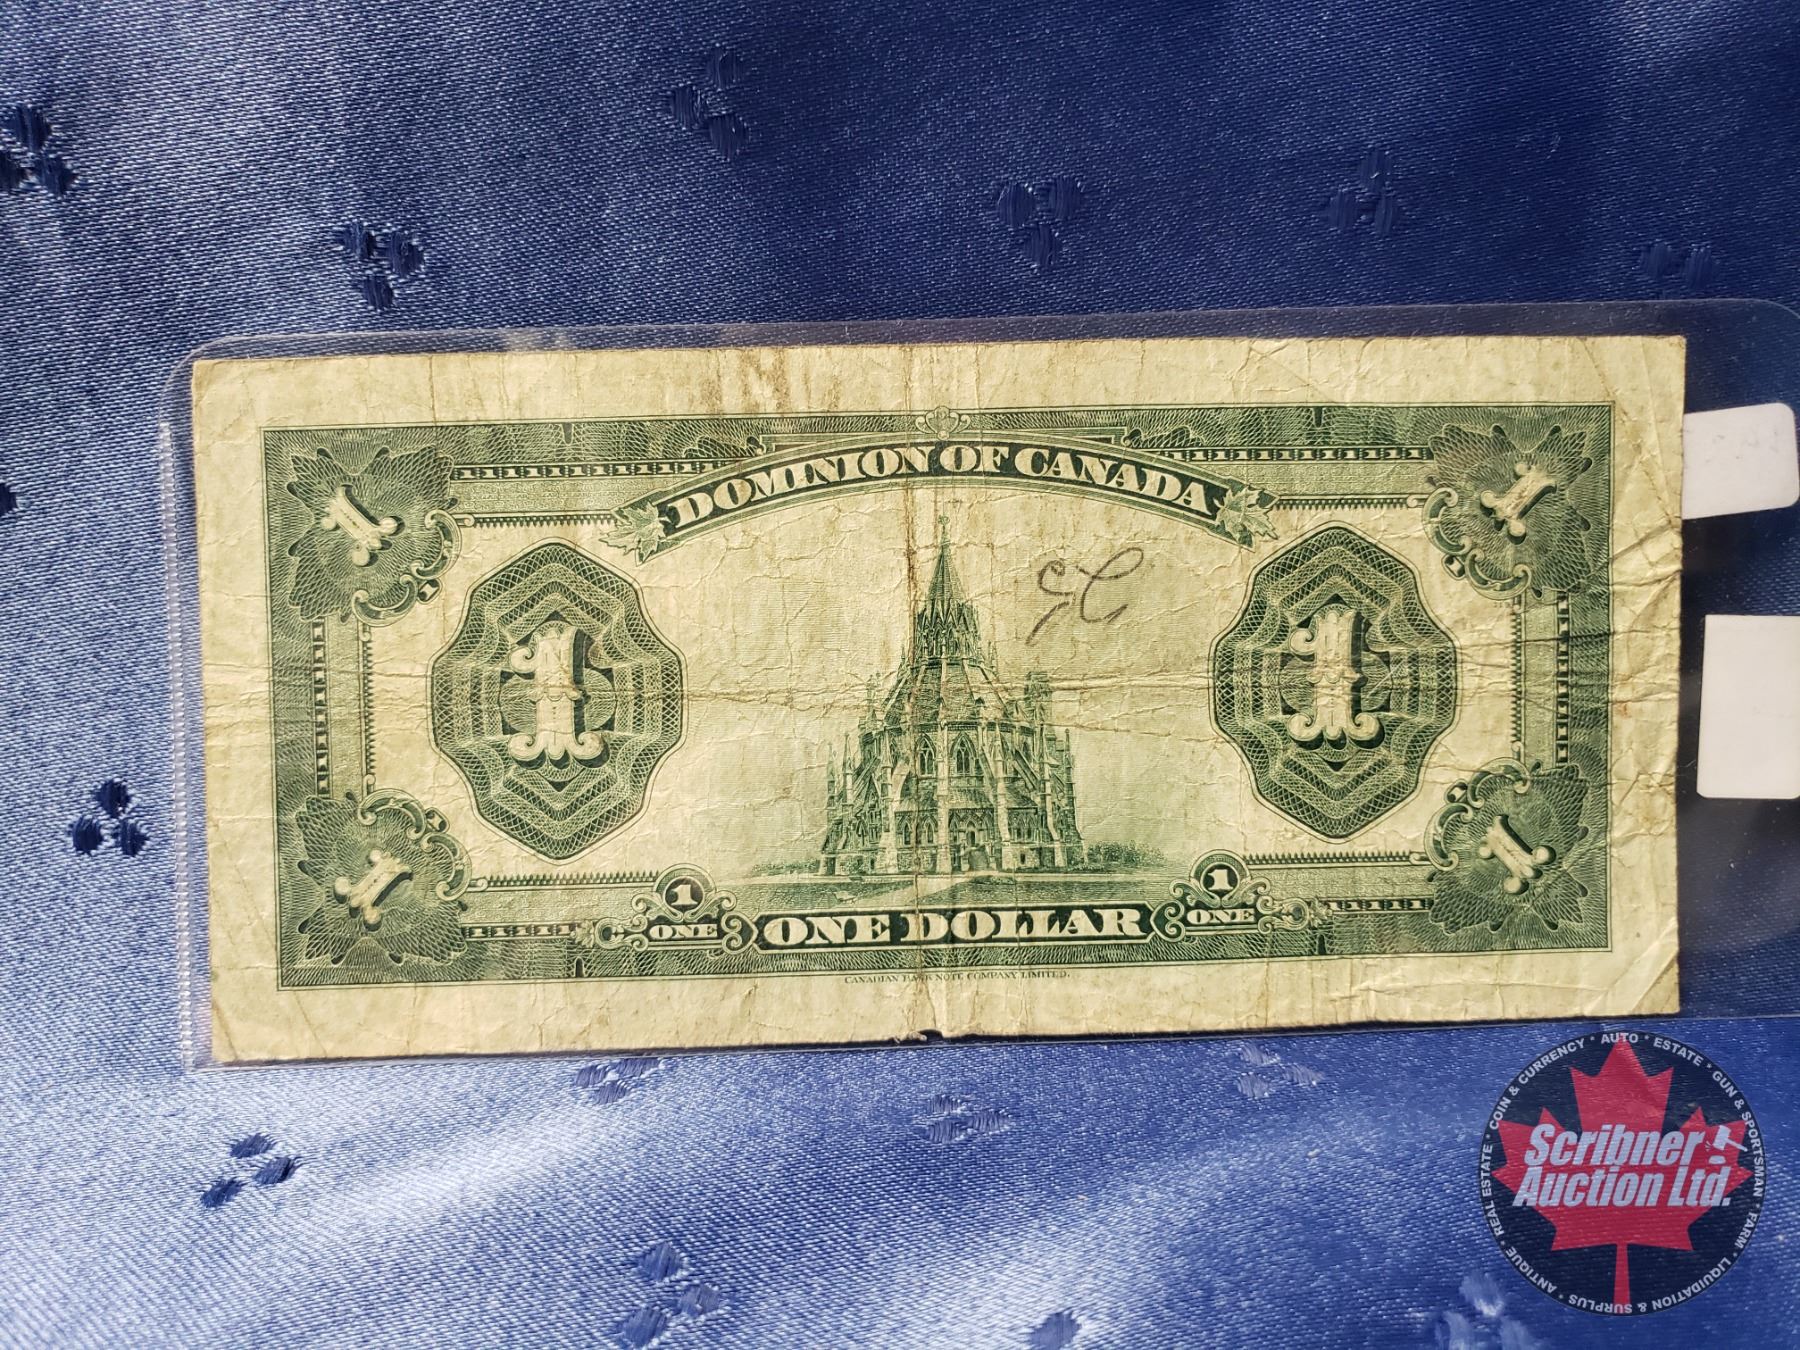 DOMINION OF CANADA
1 1
1 1
1 1
1 1
ONE ONE DOLLAR ONE
CANADIAN BANK NOTE COMPANY, LIMITED.
Scribner
Auction Ltd.
ANTIQUE * REAL ESTATE * COIN & CURRENCY * AUTO * ESTATE * GUN & SPORTSMAN * FARM * LIQUIDATION & SURPLUS *